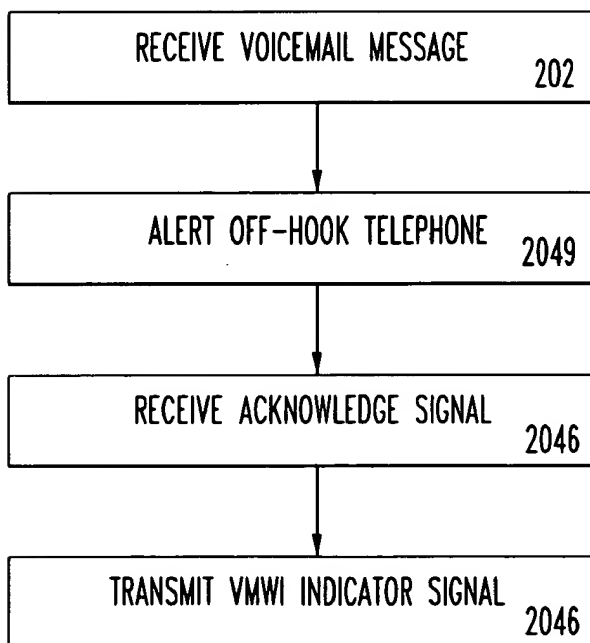 RECEIVE VOICEMAIL MESSAGE
202
ALERT OFF-HOOK TELEPHONE
2049
RECEIVE ACKNOWLEDGE SIGNAL
2046
TRANSMIT VMWI INDICATOR SIGNAL
2046